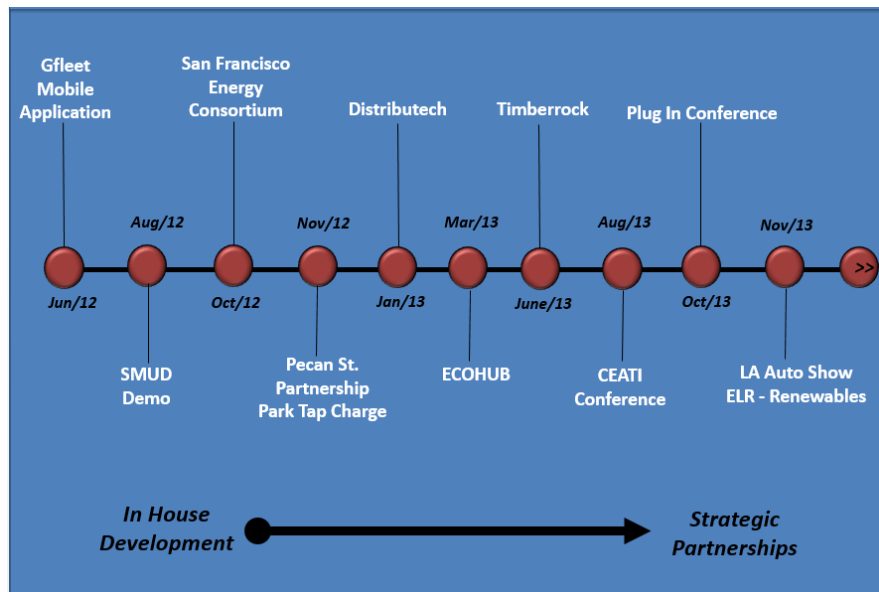 Gfleet
Mobile
Application
San Francisco
Energy
Consortium
Distributech
Timberrock
Plug In Conference
Aug/12
Nov/12
Mar/13
Aug/13
Nov/13
>>
Jun/12
Oct/12
Jan/13
June/13
Oct/13
SMUD
Demo
Pecan St.
Partnership
Park Tap Charge
ECOHUB
CEATI
Conference
LA Auto Show
ELR - Renewables
In House
Development
Strategic
Partnerships